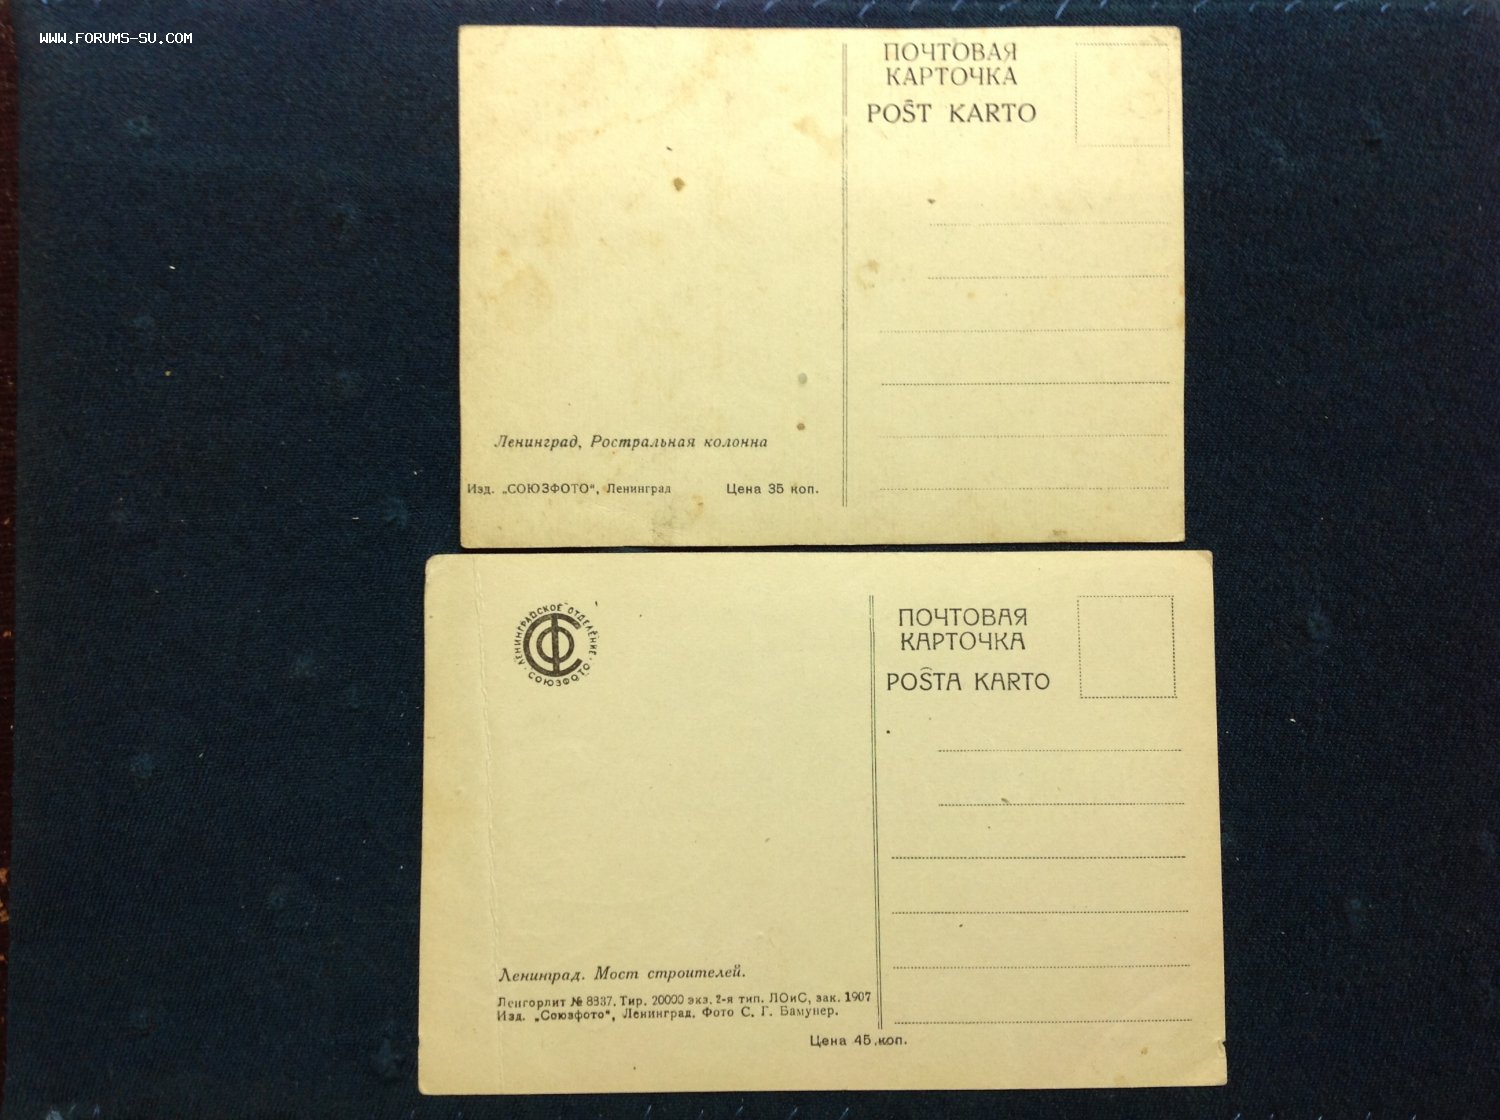 www.forums-su.com
ПОЧТОВАЯ
КАРТОЧКА
POŜT KARTO
Ленинград, Ростральная колонна
Изд. „СОЮЗФОТО“, Ленинград Цена 35 коп.
ЛЕНИНГРАДСКОЕ ОТДЕЛЕНИЕ
СОЮЗФОТО
ПОЧТОВАЯ
КАРТОЧКА
POŜTA KARTO
Ленинград. Мост строителей.
Ленгорлит № 8337. Тир. 20000 экз. 2-я тип. ЛОиС, зак. 1907
Изд. „Союзфото“, Ленинград. Фото С. Г. Бамунер.
Цена 45 коп.